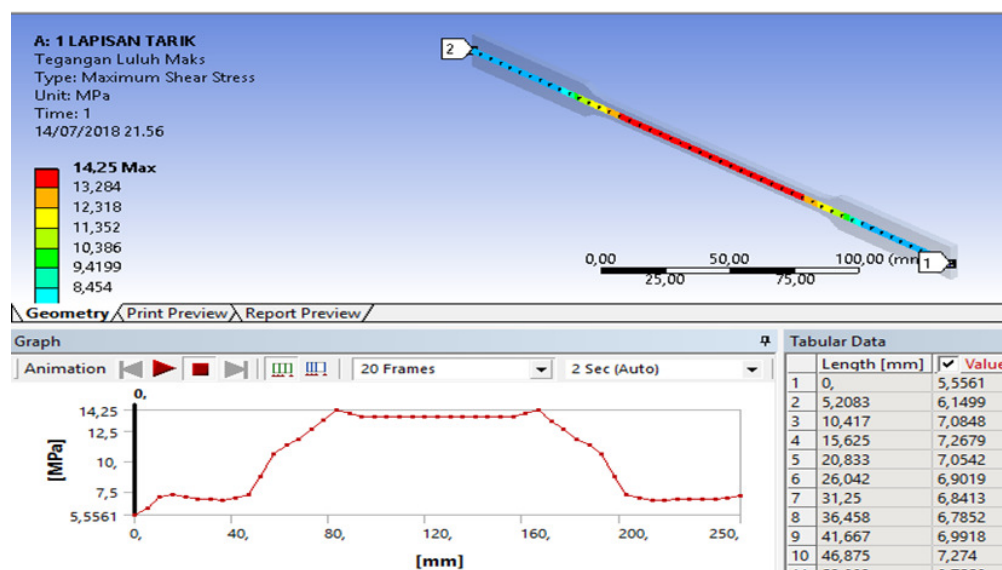 A: 1 LAPISAN TARIK
Tegangan Luluh Maks
Type: Maximum Shear Stress
Unit: MPa
Time: 1
14/07/2018 21.56
14,25 Max
13,284
12,318
11,352
10,386
9,4199
8,454
2
1
0,00 50,00 100,00 (mm
25,00 75,00
Geometry Print Preview Report Preview
Graph
Animation 20 Frames 2 Sec (Auto)
0,
14,25
12,5
10,
7,5
5,5561
[MPa]
0, 40, 80, 120, 160, 200, 250,
[mm]
Tabular Data
Length [mm] Value
1 0, 5,5561
2 5,2083 6,1499
3 10,417 7,0848
4 15,625 7,2679
5 20,833 7,0542
6 26,042 6,9019
7 31,25 6,8413
8 36,458 6,7852
9 41,667 6,9918
10 46,875 7,274